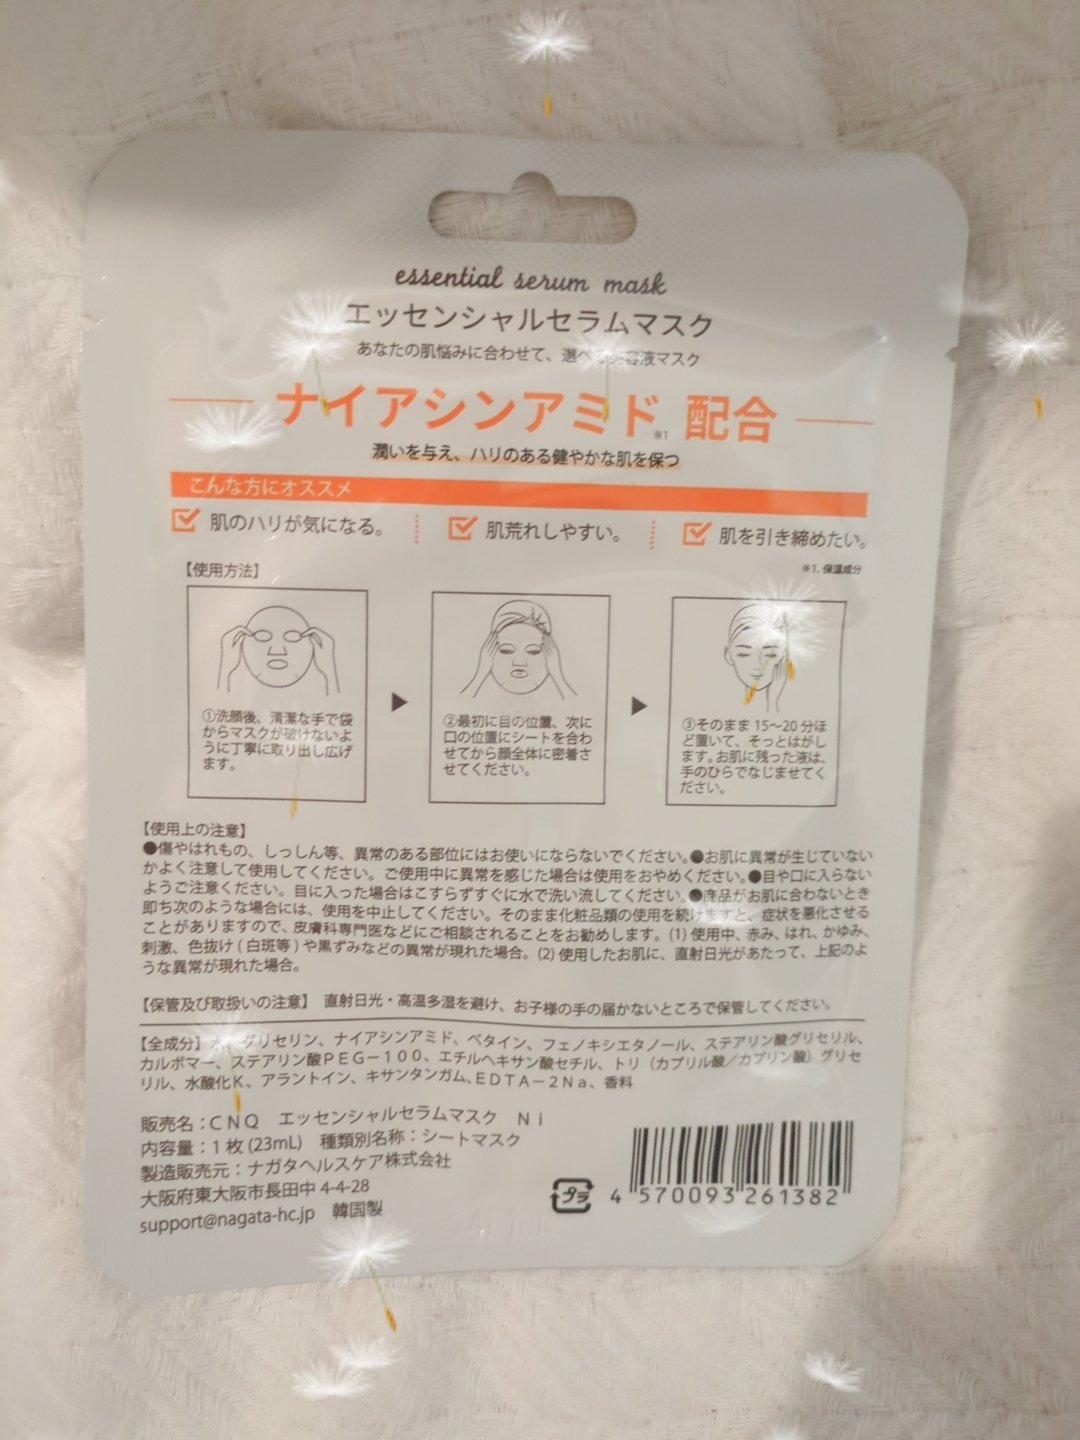 essential serum mask
エッセンシャルセラムマスク
あなたの肌悩みに合わせて、選べ 容液マスク
ナイアシンアミド※1 配合
潤いを与え、ハリのある健やかな肌を保つ
こんな方にオススメ
肌のハリが気になる。 肌荒れしやすい。 肌を引き締めたい。
※1. 保湿成分
【使用方法】
①洗顔後、清潔な手で袋
からマスクが破けないよ
うに丁寧に取り出し広げ
ます。
②最初に目の位置、次に
口の位置にシートを合わ
せてから顔全体に密着さ
せてください。
③そのまま 15〜20 分ほ
ど置いて、そっとはがし
ます。お肌に残った液は、
手のひらでなじませてく
ださい。
【使用上の注意】
●傷やはれもの、しっしん等、異常のある部位にはお使いにならないでください。●お肌に異常が生じていない
かよく注意して使用してください。ご使用中に異常を感じた場合は使用をおやめください。●目や口に入らない
ようご注意ください。目に入った場合はこすらずすぐに水で洗い流してください。●商品がお肌に合わないとき
即ち次のような場合には、使用を中止してください。そのまま化粧品類の使用を続けますと、症状を悪化させる
ことがありますので、皮膚科専門医などにご相談されることをお勧めします。(1) 使用中、赤み、はれ、かゆみ、
刺激、色抜け ( 白斑等 ) や黒ずみなどの異常が現れた場合。(2) 使用したお肌に、直射日光があたって、上記のよ
うな異常が現れた場合。
【保管及び取扱いの注意】 直射日光・高温多湿を避け、お子様の手の届かないところで保管してください。
【全成分】 グリセリン、ナイアシンアミド、ベタイン、フェノキシエタノール、ステアリン酸グリセリル、
カルボマー、ステアリン酸ＰＥＧ－１００、エチルヘキサン酸セチル、トリ（カプリル酸／カプリン酸）グリセ
リル、水酸化Ｋ、アラントイン、キサンタンガム、ＥＤＴＡ－２Ｎａ、香料
販売名：ＣＮＱ エッセンシャルセラムマスク Ｎｉ
内容量：１枚 (23mL) 種類別名称：シートマスク
製造販売元：ナガタヘルスケア株式会社
大阪府東大阪市長田中 4-4-28
support@nagata-hc.jp 韓国製
プラ
4 570093 261382